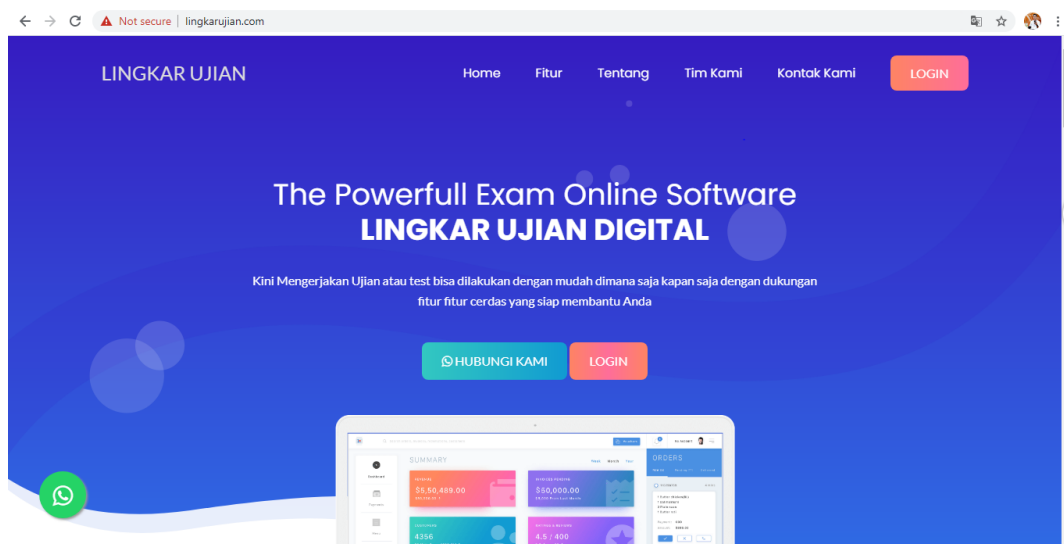 Not secure | lingkarujian.com
LINGKAR UJIAN
Home Fitur Tentang Tim Kami Kontak Kami LOGIN
The Powerfull Exam Online Software
LINGKAR UJIAN DIGITAL
Kini Mengerjakan Ujian atau test bisa dilakukan dengan mudah dimana saja kapan saja dengan dukungan
fitur fitur cerdas yang siap membantu Anda
HUBUNGI KAMI LOGIN
SUMMARY
ORDERS
Dashboard
$5,50,489.00
$50,000.00
4356
4.5 / 400